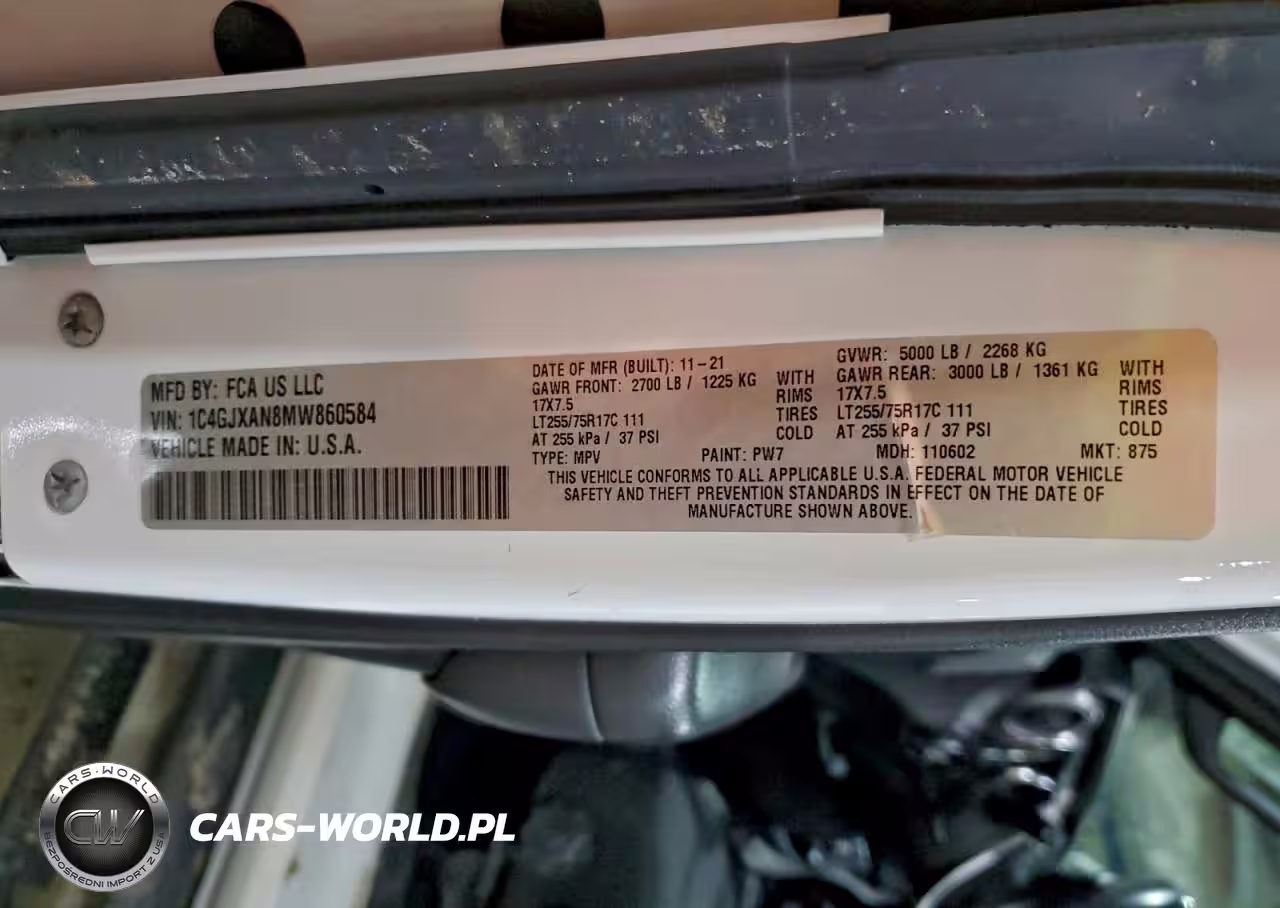 MFD BY: FCA US LLC
VIN: 1C4GJXAN8MW860584
VEHICLE MADE IN: U.S.A.
DATE OF MFR (BUILT): 11-21
GAWR FRONT: 2700 LB / 1225 KG WITH
17X7.5 RIMS
LT255/75R17C 111 TIRES
AT 255 kPa / 37 PSI COLD
GVWR: 5000 LB / 2268 KG
GAWR REAR: 3000 LB / 1361 KG WITH
17X7.5 RIMS
LT255/75R17C 111 TIRES
AT 255 kPa / 37 PSI COLD
TYPE: MPV PAINT: PW7 MDH: 110602 MKT: 875
THIS VEHICLE CONFORMS TO ALL APPLICABLE U.S.A. FEDERAL MOTOR VEHICLE
SAFETY AND THEFT PREVENTION STANDARDS IN EFFECT ON THE DATE OF
MANUFACTURE SHOWN ABOVE.
CARS-WORLD
CW
BEZPOŚREDNI IMPORT Z USA
CARS-WORLD.PL